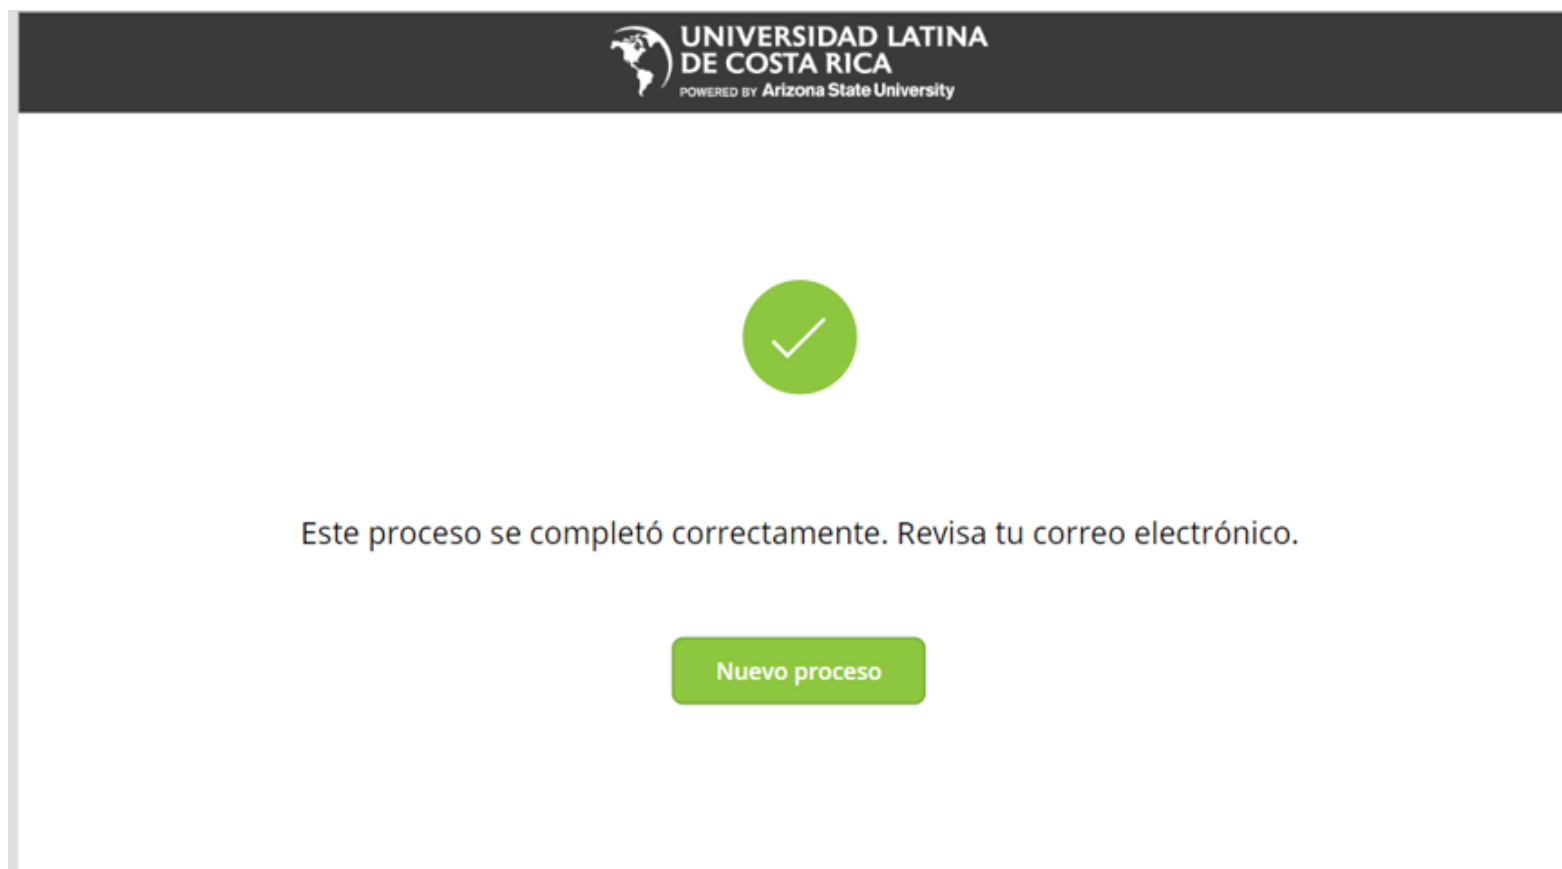 UNIVERSIDAD LATINA
DE COSTA RICA
POWERED BY Arizona State University
Este proceso se completó correctamente. Revisa tu correo electrónico.
Nuevo proceso